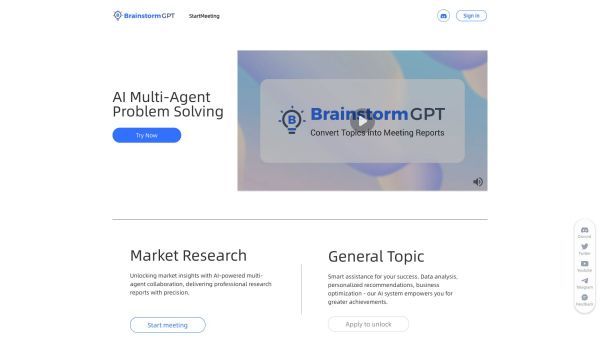 BrainstormGPT
StartMeeting
Sign in
AI Multi-Agent
Problem Solving
Try Now
B
BrainstormGPT
Convert Topics into Meeting Reports
Market Research
Unlocking market insights with AI-powered multi-
agent collaboration, delivering professional research
reports with precision.
Start meeting
General Topic
Smart assistance for your success. Data analysis,
personalized recommendations, business
optimization - our AI system empowers you for
greater achievements.
Apply to unlock
Discord
Twitter
Youtube
Telegram
Feedback